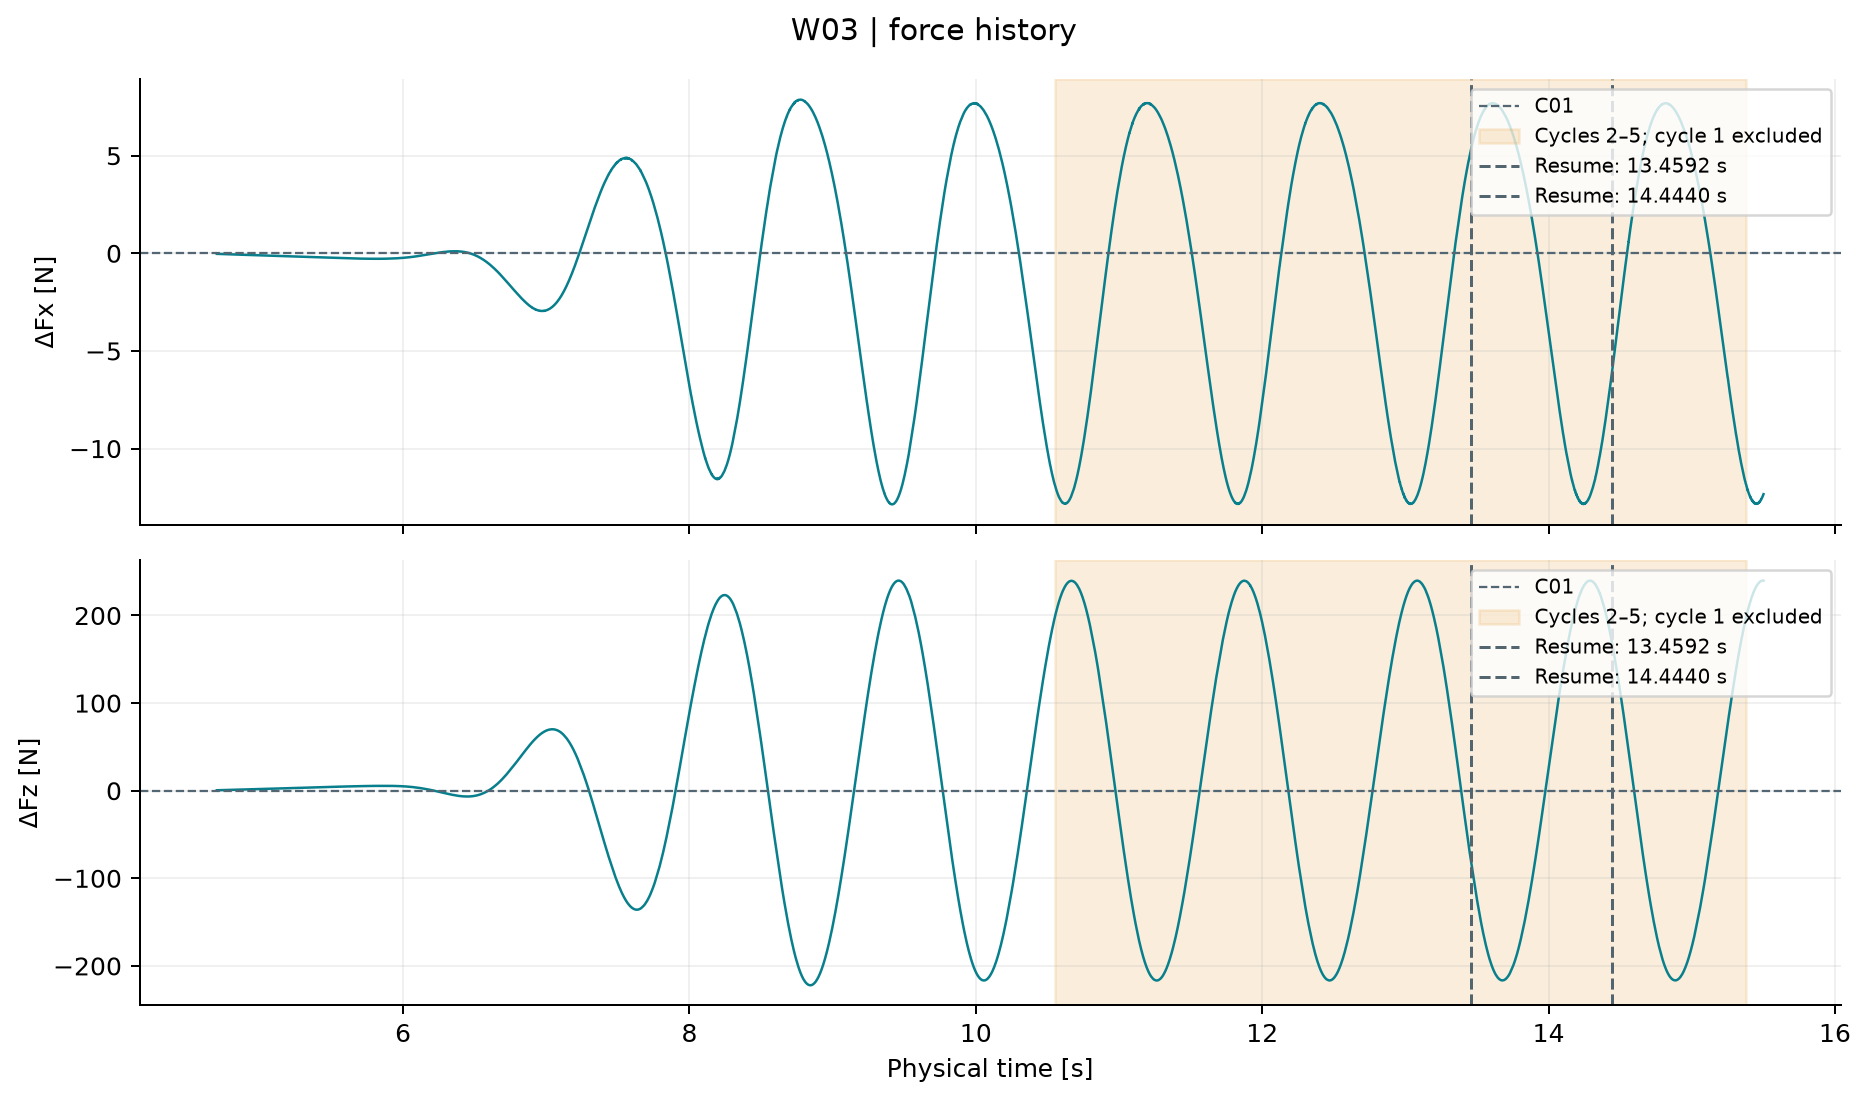 W03 | force history
ΔFx [N]
5
0
−5
−10
C01
Cycles 2–5; cycle 1 excluded
Resume: 13.4592 s
Resume: 14.4440 s
ΔFz [N]
200
100
0
−100
−200
C01
Cycles 2–5; cycle 1 excluded
Resume: 13.4592 s
Resume: 14.4440 s
6 8 10 12 14 16
Physical time [s]